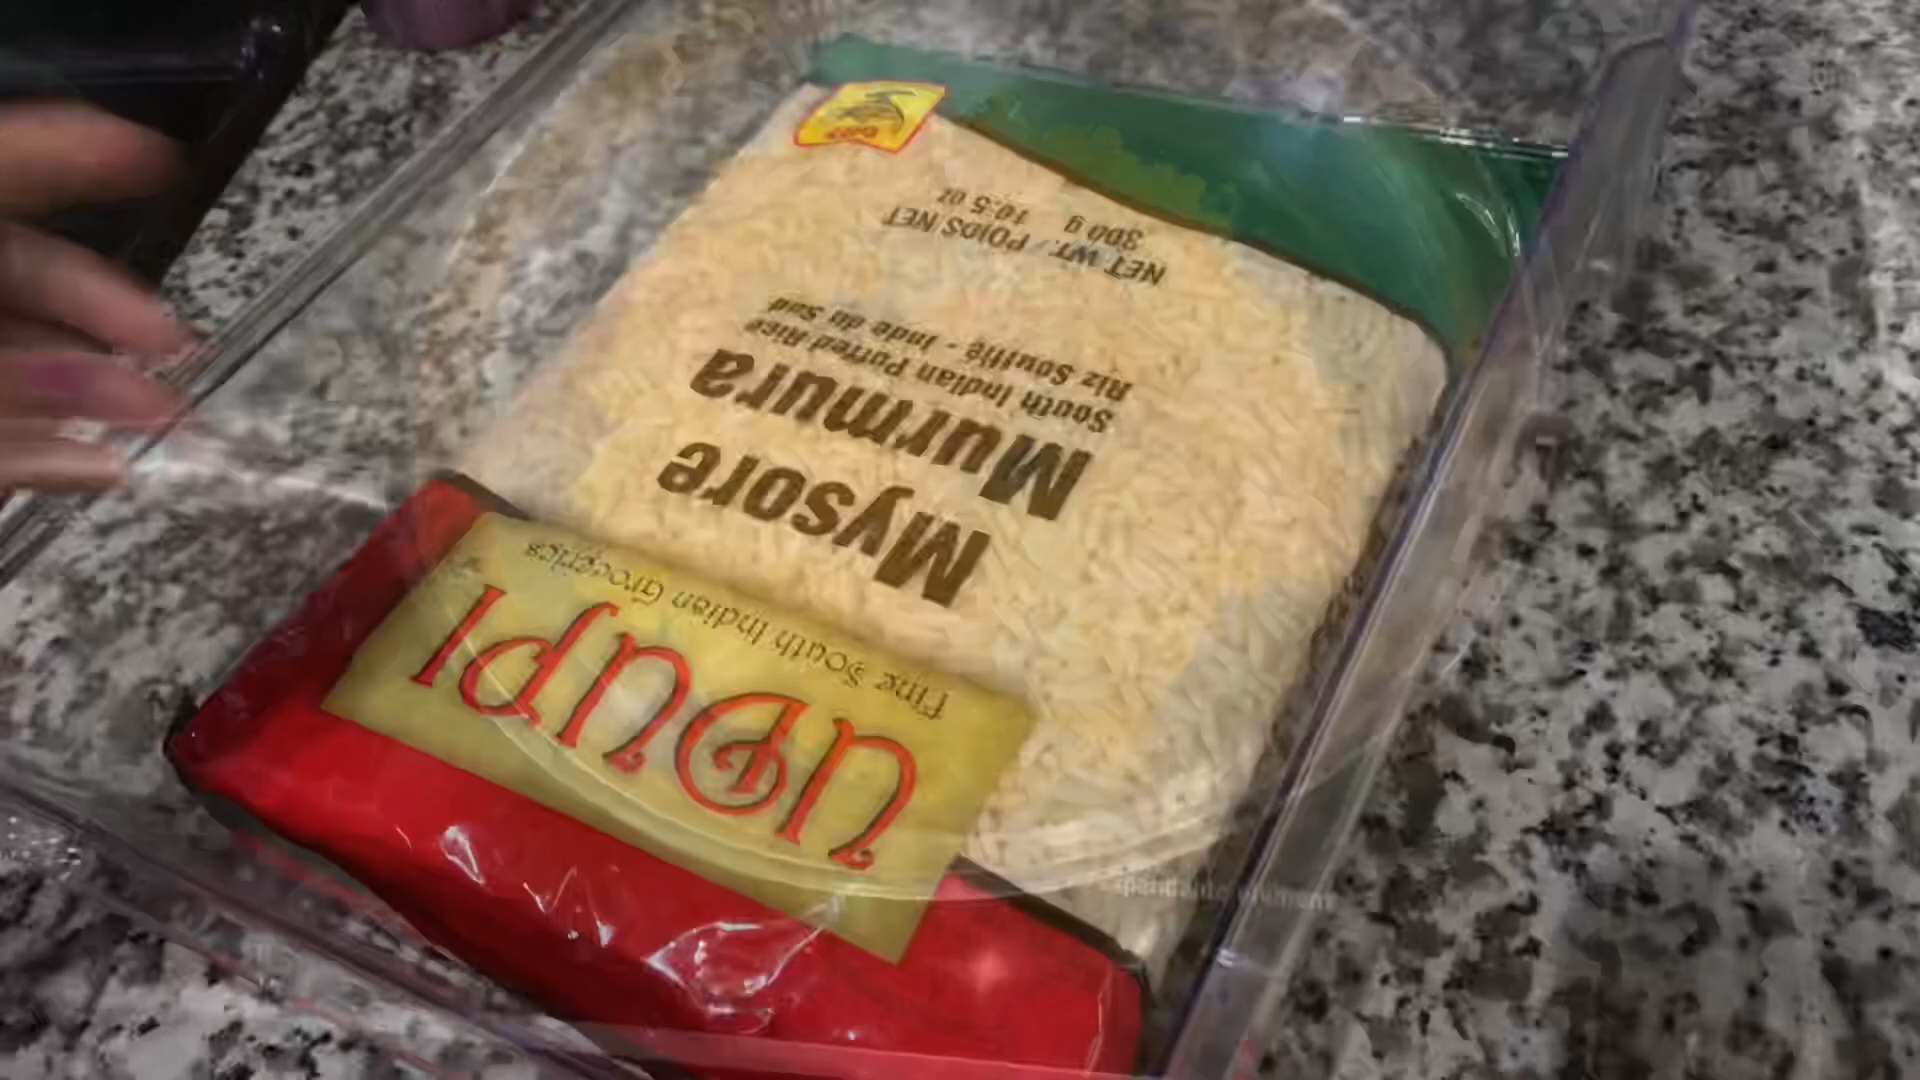 UDUPI
Fine South Indian Groceries
Mysore
Murmura
South Indian Puffed Rice
Riz Soufflé - Inde du Sud
NET WT. / POIDS NET
300 g 10.5 oz